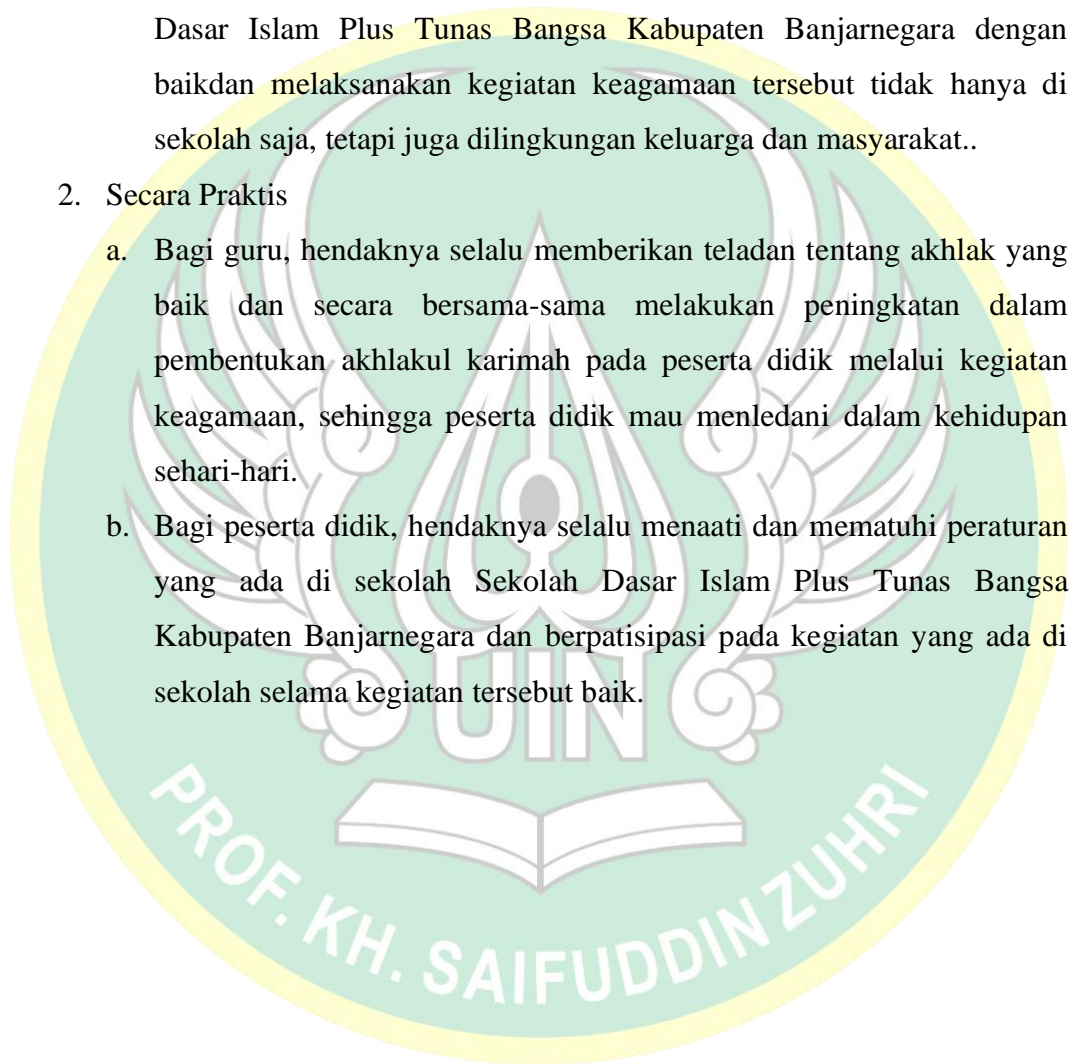 Dasar Islam Plus Tunas Bangsa Kabupaten Banjarnegara dengan
baikdan melaksanakan kegiatan keagamaan tersebut tidak hanya di
sekolah saja, tetapi juga dilingkungan keluarga dan masyarakat..
2. Secara Praktis
a. Bagi guru, hendaknya selalu memberikan teladan tentang akhlak yang
baik dan secara bersama-sama melakukan peningkatan dalam
pembentukan akhlakul karimah pada peserta didik melalui kegiatan
keagamaan, sehingga peserta didik mau menledani dalam kehidupan
sehari-hari.
b. Bagi peserta didik, hendaknya selalu menaati dan mematuhi peraturan
yang ada di sekolah Sekolah Dasar Islam Plus Tunas Bangsa
Kabupaten Banjarnegara dan berpatisipasi pada kegiatan yang ada di
sekolah selama kegiatan tersebut baik.
UIN
PROF. KH. SAIFUDDIN ZUHRI